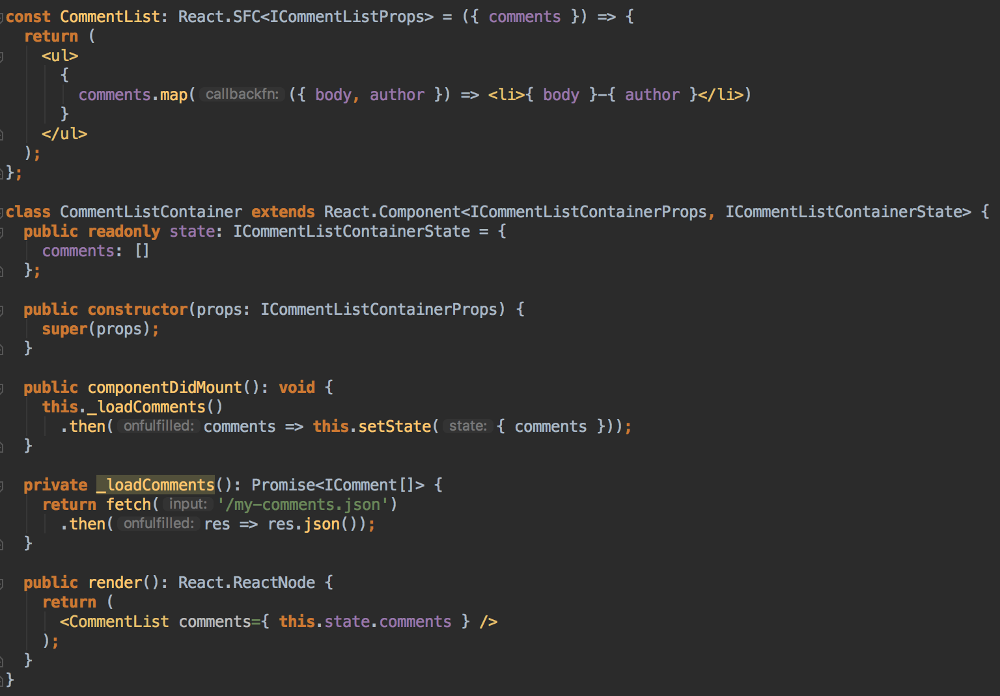 const CommentList: React.SFC<ICommentListProps> = ({ comments }) => {
  return (
    <ul>
      {
        comments.map( callbackfn: ({ body, author }) => <li>{ body }-{ author }</li>)
      }
    </ul>
  );
};

class CommentListContainer extends React.Component<ICommentListContainerProps, ICommentListContainerState> {
  public readonly state: ICommentListContainerState = {
    comments: []
  };

  public constructor(props: ICommentListContainerProps) {
    super(props);
  }

  public componentDidMount(): void {
    this._loadComments()
      .then( onfulfilled: comments => this.setState( state: { comments }));
  }

  private _loadComments(): Promise<IComment[]> {
    return fetch( input: '/my-comments.json')
      .then( onfulfilled: res => res.json());
  }

  public render(): React.ReactNode {
    return (
      <CommentList comments={ this.state.comments } />
    );
  }
}